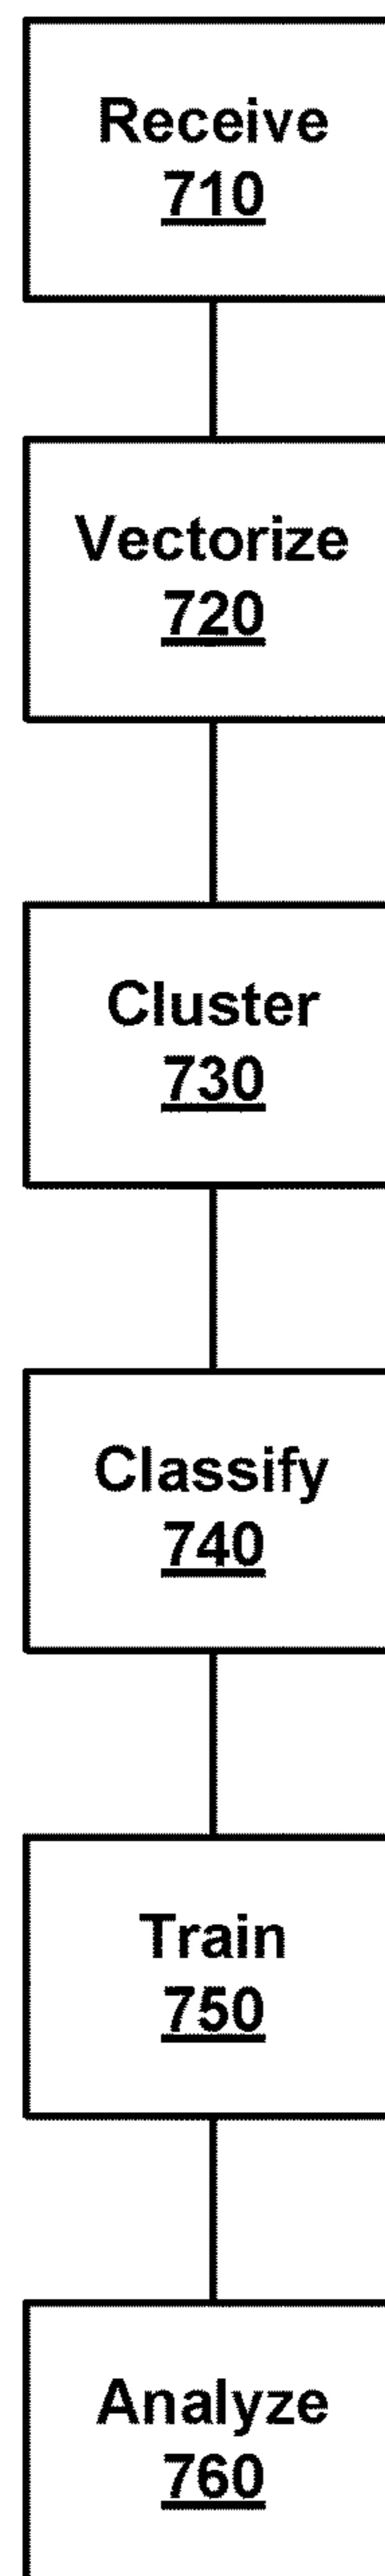 Receive
710
Vectorize
720
Cluster
730
Classify
740
Train
750
Analyze
760